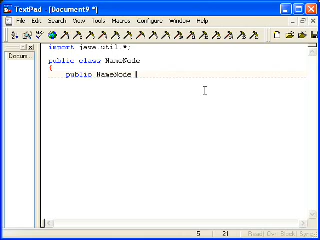 TextPad - [Document9 *]
File Edit Search View Tools Macros Configure Window Help
Docum...
import java.util.*;
public class NameNode
{
public NameNode
5 21 Read Ovr Block Sync